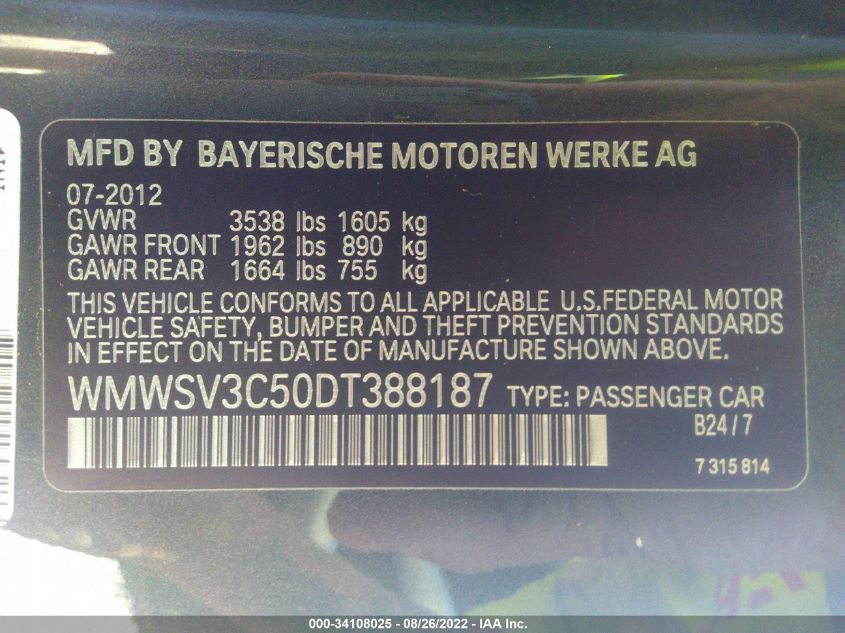 MFD BY BAYERISCHE MOTOREN WERKE AG
07-2012
GVWR 3538 lbs 1605 kg
GAWR FRONT 1962 lbs 890 kg
GAWR REAR 1664 lbs 755 kg
THIS VEHICLE CONFORMS TO ALL APPLICABLE U.S.FEDERAL MOTOR
VEHICLE SAFETY, BUMPER AND THEFT PREVENTION STANDARDS
IN EFFECT ON THE DATE OF MANUFACTURE SHOWN ABOVE.
WMWSV3C50DT388187 TYPE: PASSENGER CAR
B24/7
7 315 814
000-34108025 - 08/26/2022 - IAA Inc.